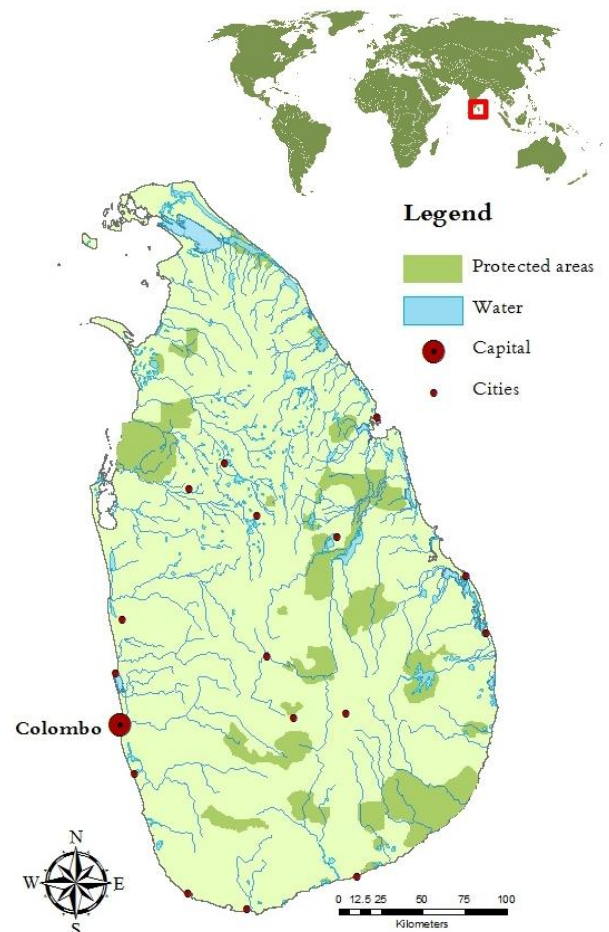 Legend
Protected areas
Water
Capital
Cities
Colombo
N
W E
S
0 12.5 25 50 75 100
Kilometers